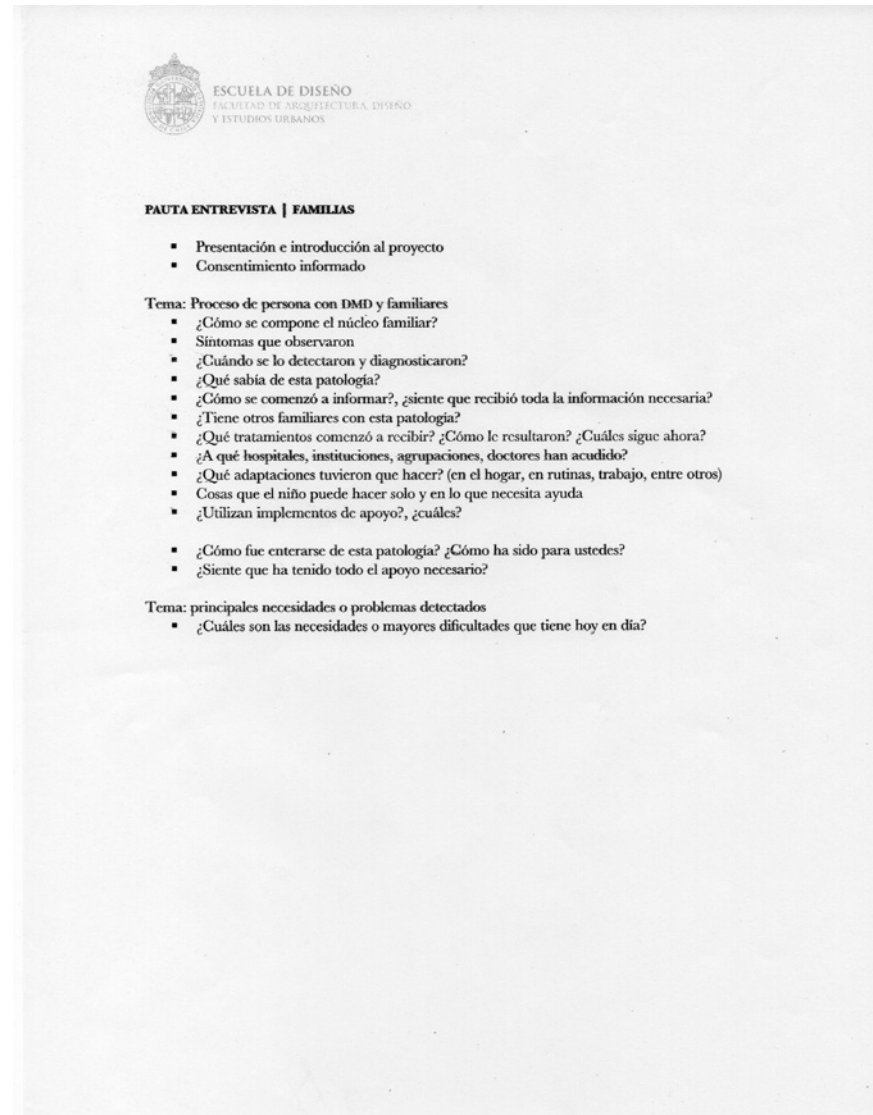 ESCUELA DE DISEÑO
FACULTAD DE ARQUITECTURA, DISEÑO
Y ESTUDIOS URBANOS
PAUTA ENTREVISTA | FAMILIAS
▪ Presentación e introducción al proyecto
▪ Consentimiento informado
Tema: Proceso de persona con DMD y familiares
▪ ¿Cómo se compone el núcleo familiar?
▪ Síntomas que observaron
▪ ¿Cuándo se lo detectaron y diagnosticaron?
▪ ¿Qué sabía de esta patología?
▪ ¿Cómo se comenzó a informar?, ¿siente que recibió toda la información necesaria?
▪ ¿Tiene otros familiares con esta patología?
▪ ¿Qué tratamientos comenzó a recibir? ¿Cómo le resultaron? ¿Cuáles sigue ahora?
▪ ¿A qué hospitales, instituciones, agrupaciones, doctores han acudido?
▪ ¿Qué adaptaciones tuvieron que hacer? (en el hogar, en rutinas, trabajo, entre otros)
▪ Cosas que el niño puede hacer solo y en lo que necesita ayuda
▪ ¿Utilizan implementos de apoyo?, ¿cuáles?
▪ ¿Cómo fue enterarse de esta patología? ¿Cómo ha sido para ustedes?
▪ ¿Siente que ha tenido todo el apoyo necesario?
Tema: principales necesidades o problemas detectados
▪ ¿Cuáles son las necesidades o mayores dificultades que tiene hoy en día?